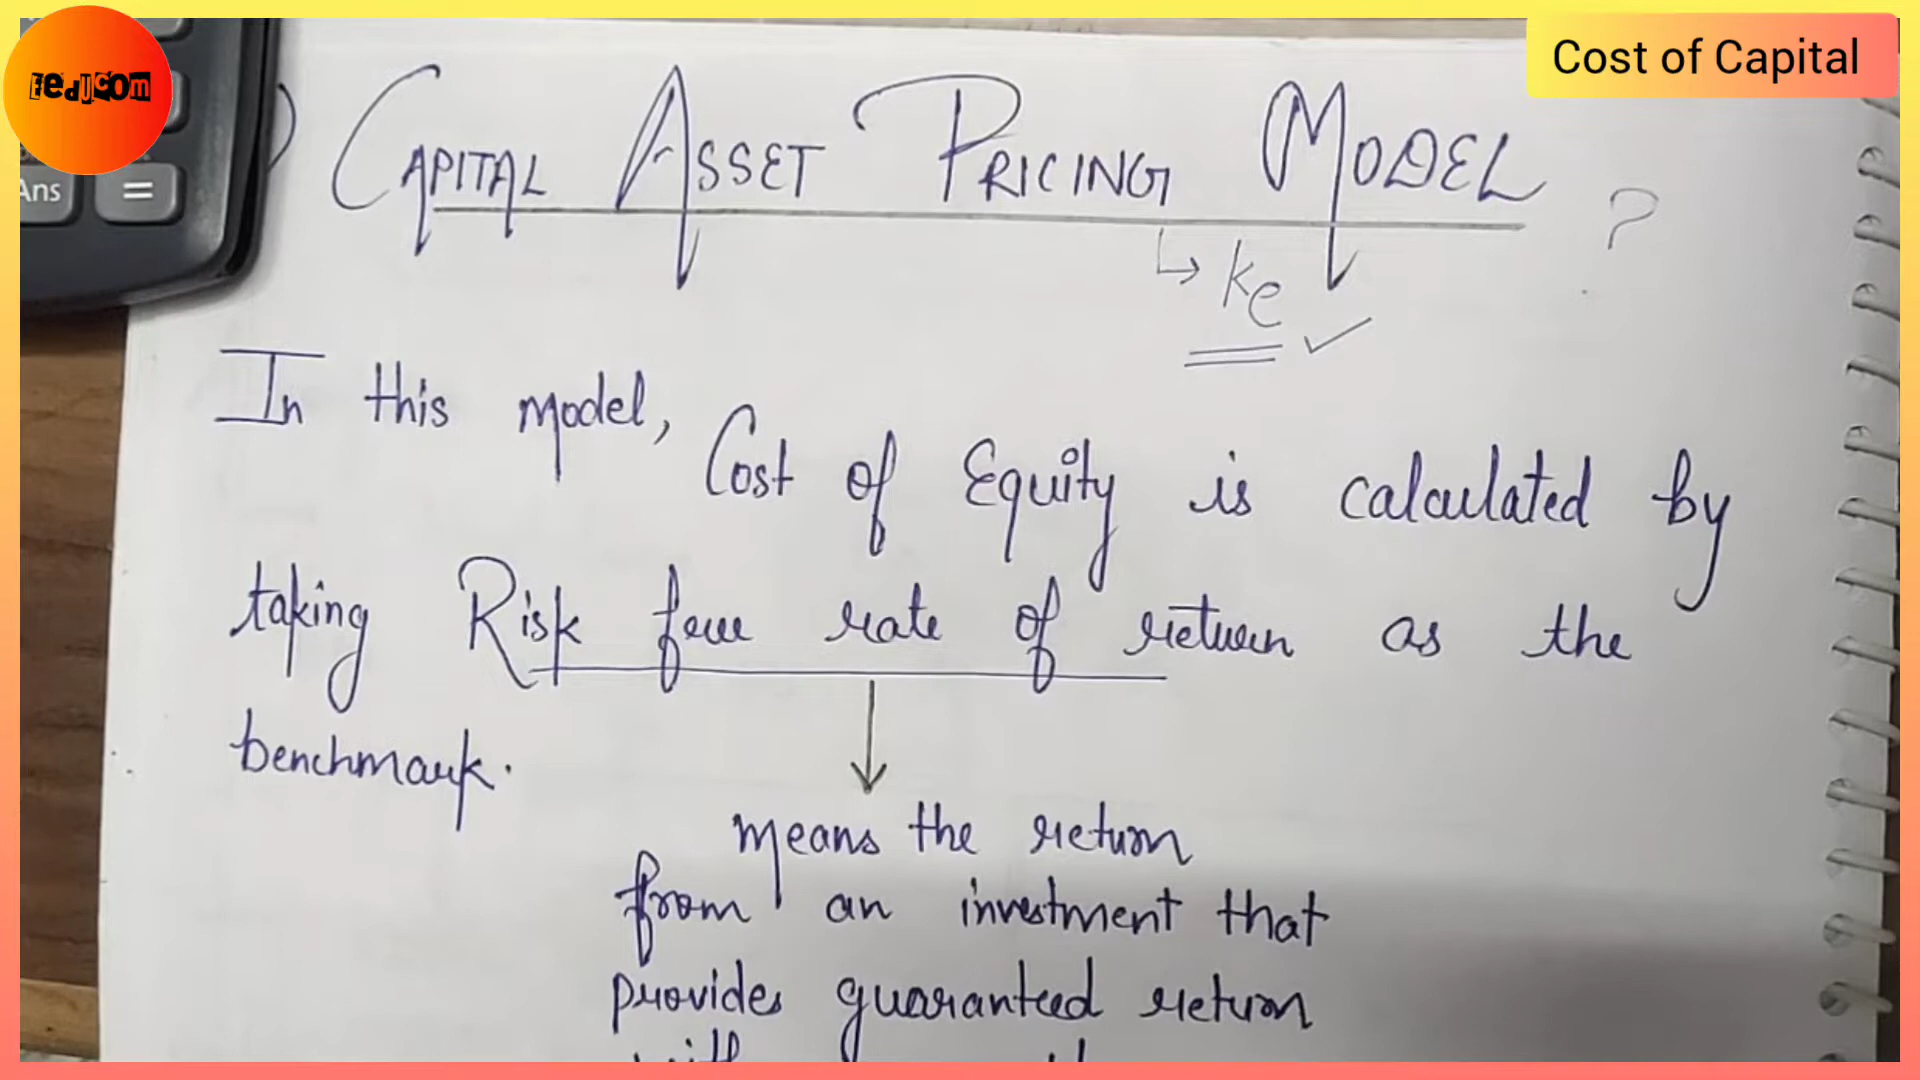 Eeducom
Cost of Capital
Ans =
CAPITAL ASSET PRICING MODEL ?
↳ ke ✓
In this model, Cost of Equity is calculated by
taking Risk free rate of return as the
benchmark.
means the return
from an investment that
provides guaranteed return